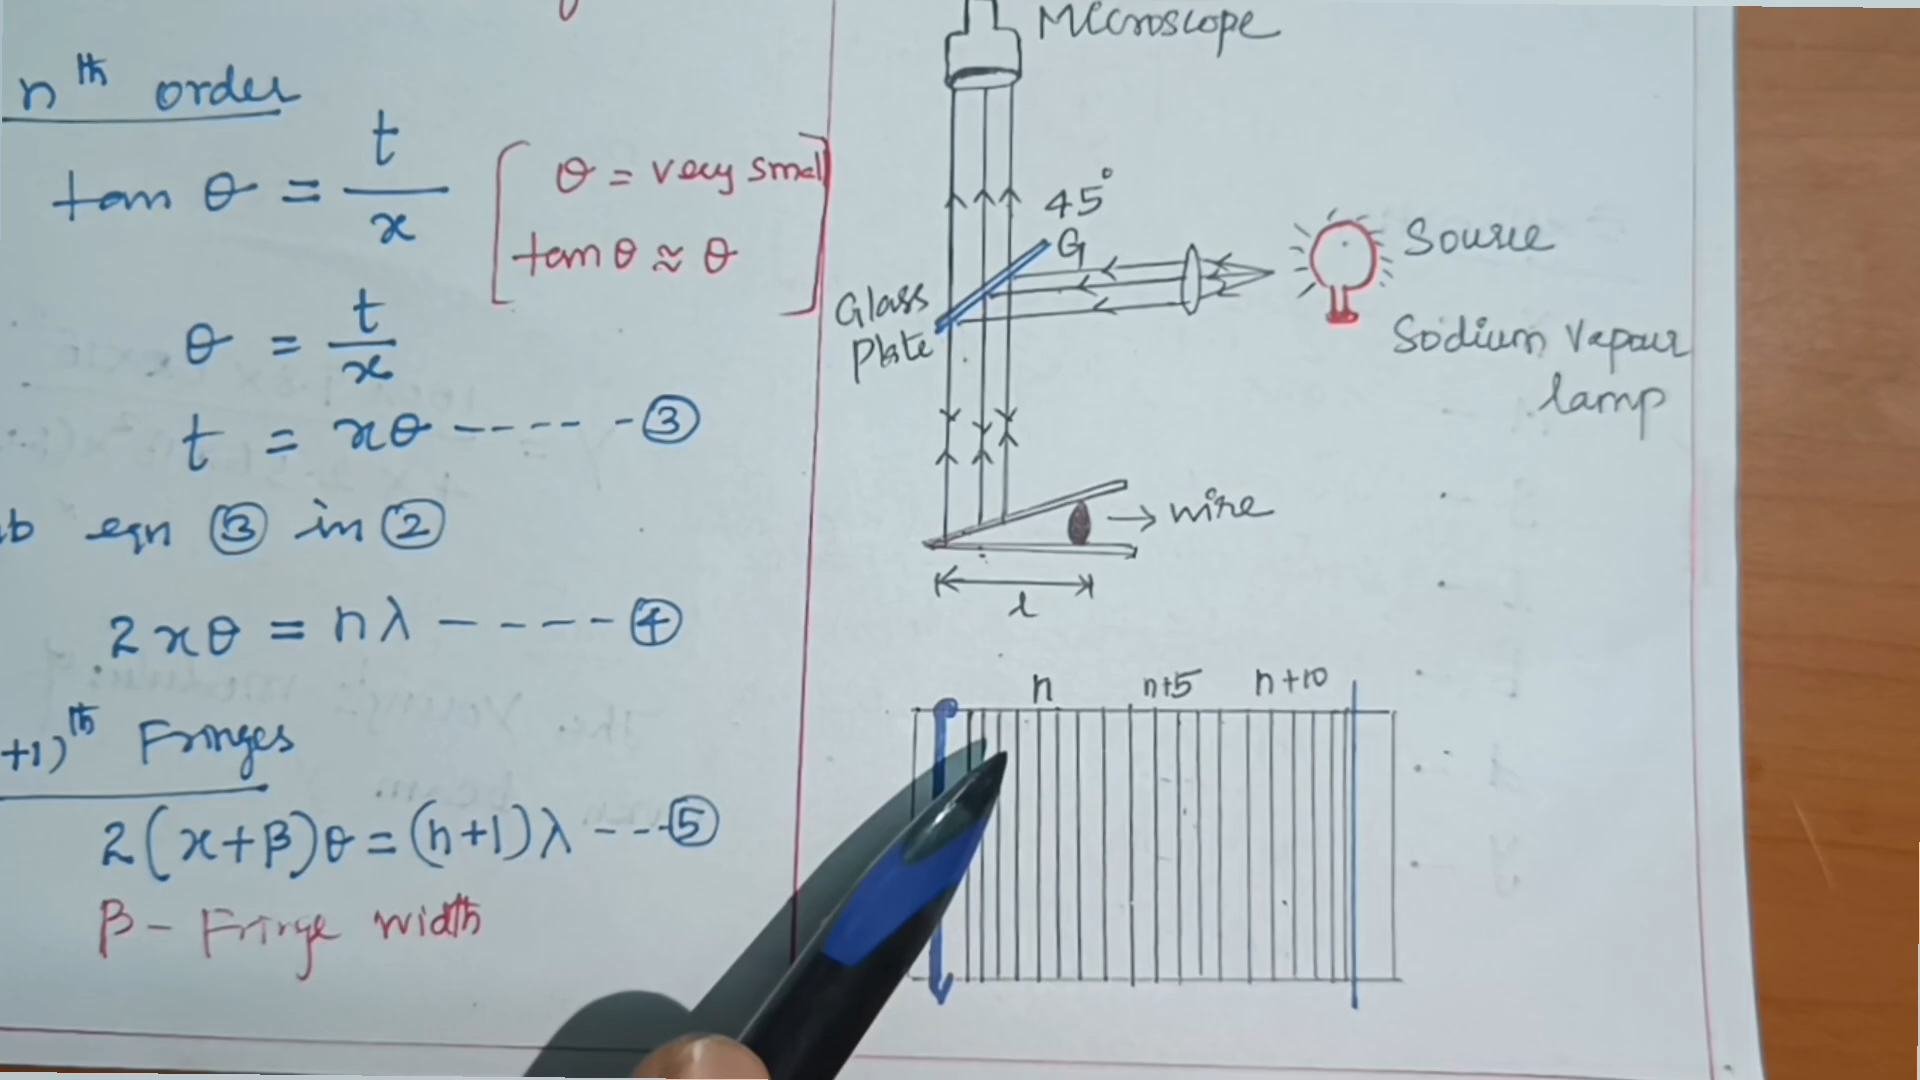 nth order
tan θ = t/x
[ θ = very small
tan θ ≈ θ ]
θ = t/x
t = xθ ----- - ③
eqn ③ in ②
2xθ = nλ ----- ④
+1)th Fringes
2(x+β)θ = (n+1)λ --- ⑤
β - Fringe width
Microscope
45°
G
Glass
Plate
Source
Sodium Vapour
lamp
→ wire
l
n n+5 n+10